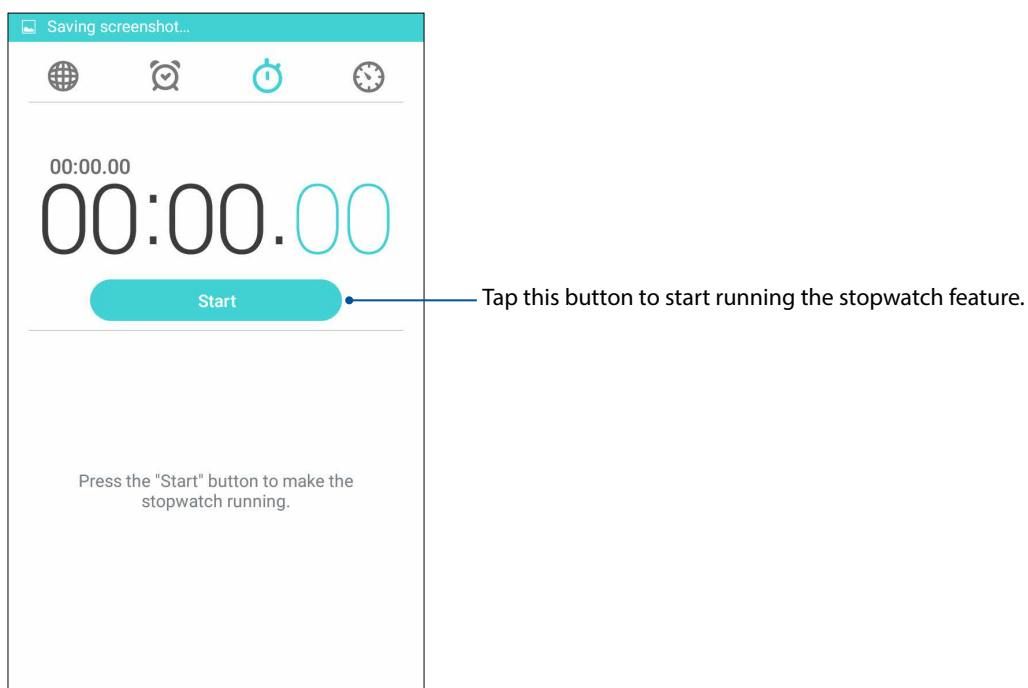 Saving screenshot...
00:00.00
00:00.00
Start
Tap this button to start running the stopwatch feature.
Press the "Start" button to make the
stopwatch running.